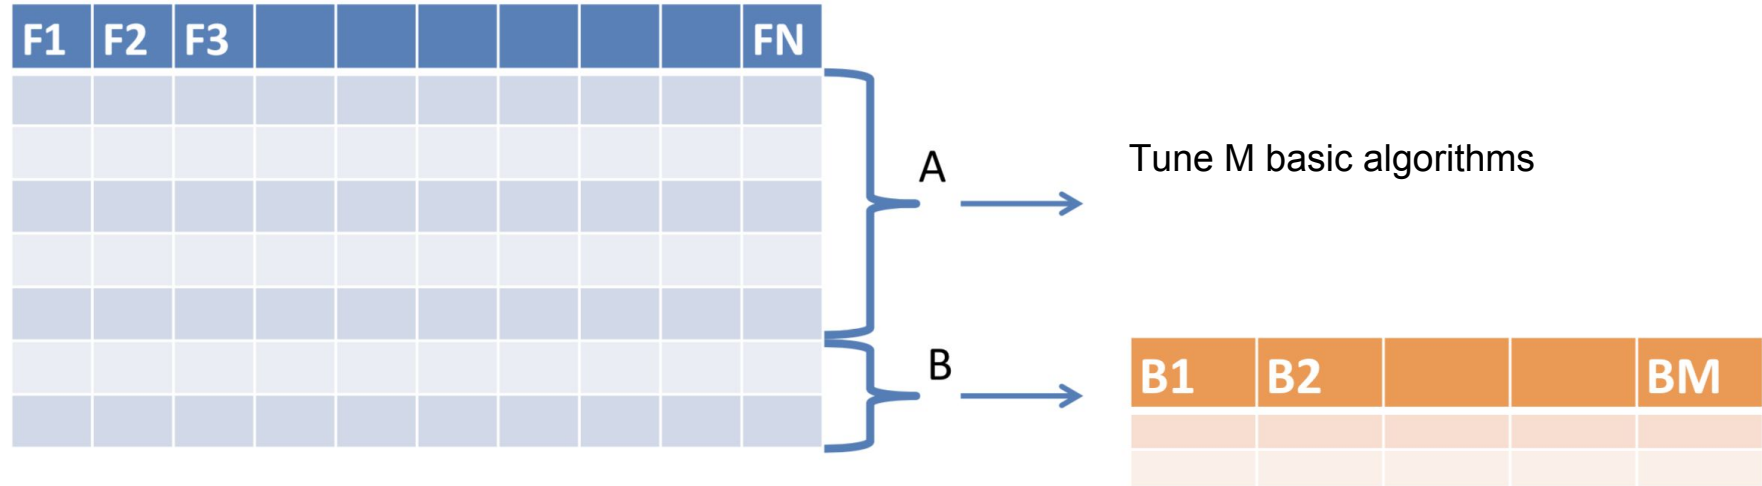 F1 F2 F3 FN
A
Tune M basic algorithms
B
B1 B2 BM